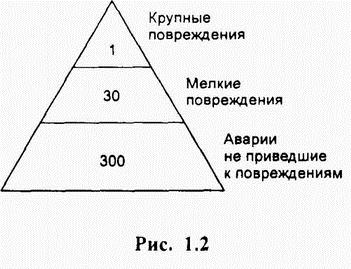 Крупные
повреждения
1
Мелкие
повреждения
30
Аварии
не приведшие
к повреждениям
300
Рис. 1.2